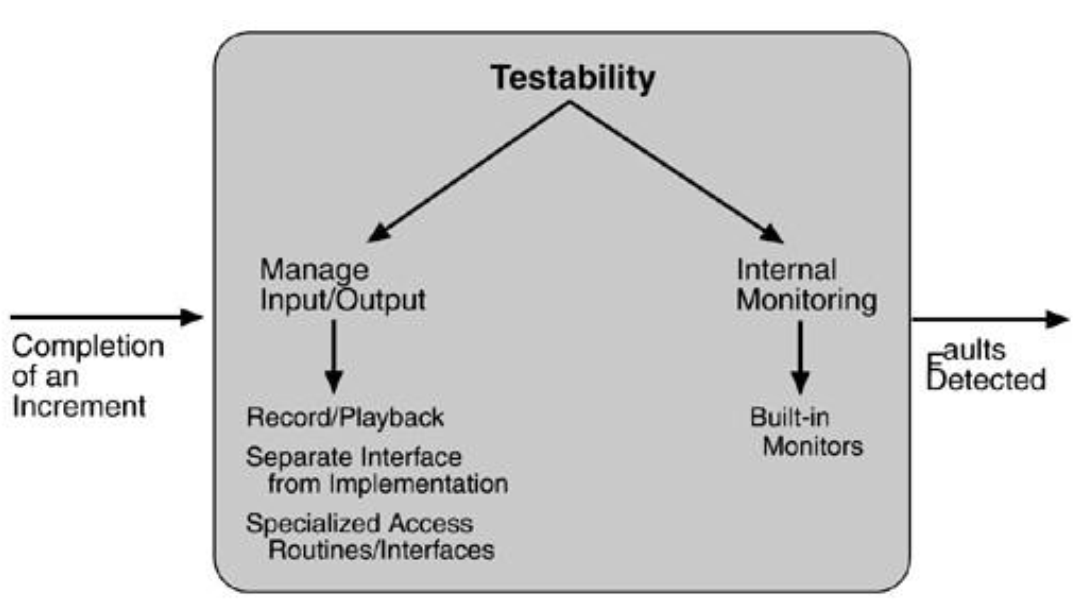 Testability
Manage
Input/Output
Internal
Monitoring
Completion
of an
Increment
Faults
Detected
Record/Playback
Separate Interface
from Implementation
Specialized Access
Routines/Interfaces
Built-in
Monitors